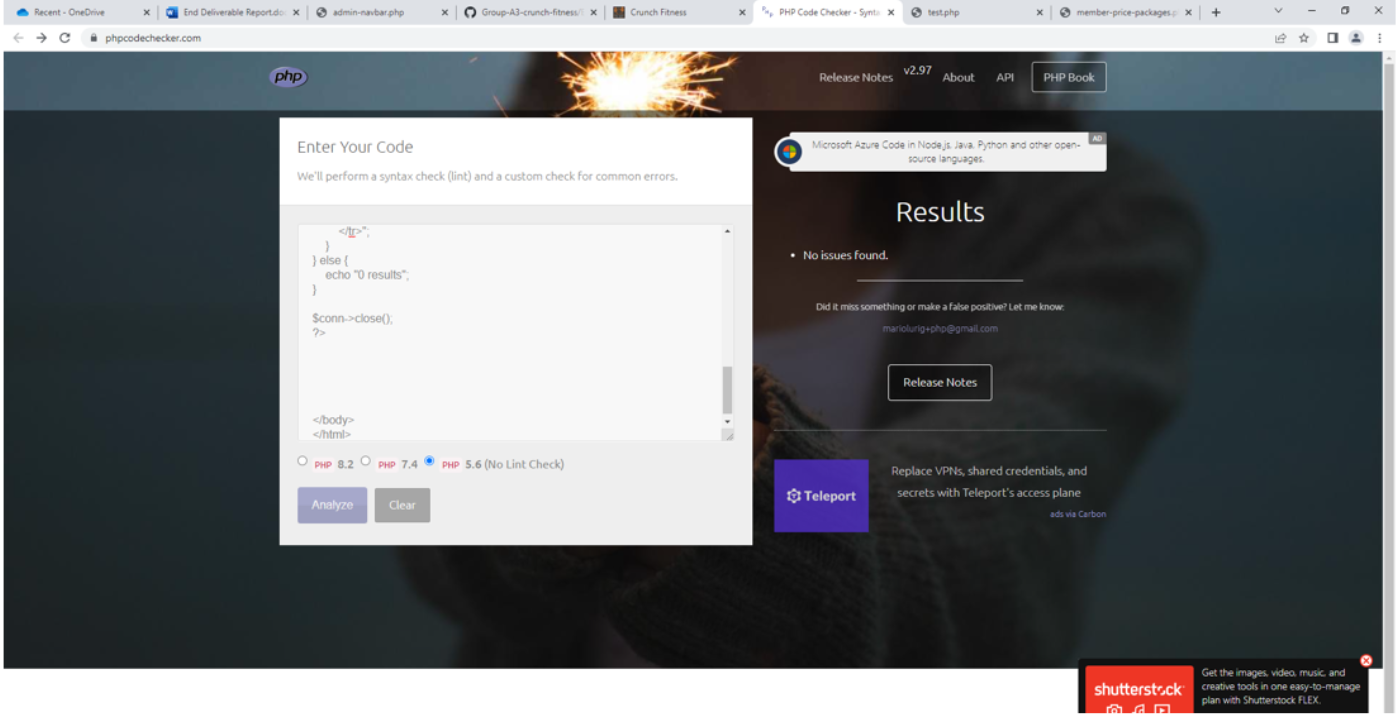 Recent - OneDrive
End Deliverable Report.do
admin-navbar.php
Group-A3-crunch-fitness/
Crunch Fitness
PHP Code Checker - Synta
test.php
member-price-packages.p
phpcodechecker.com
php
Release Notes v2.97 About API PHP Book
Enter Your Code
We'll perform a syntax check (lint) and a custom check for common errors.
</tr>";
}
} else {
echo "0 results";
}
$conn->close();
?>
</body>
</html>
PHP 8.2 PHP 7.4 PHP 5.6 (No Lint Check)
Analyze Clear
AD
Microsoft Azure Code in Node.js. Java. Python and other open-
source languages.
Results
• No issues found.
Did it miss something or make a false positive? Let me know:
mariolurig+php@gmail.com
Release Notes
Teleport
Replace VPNs, shared credentials, and
secrets with Teleport's access plane
ads via Carbon
shutterstock
Get the images, video, music, and
creative tools in one easy-to-manage
plan with Shutterstock FLEX.